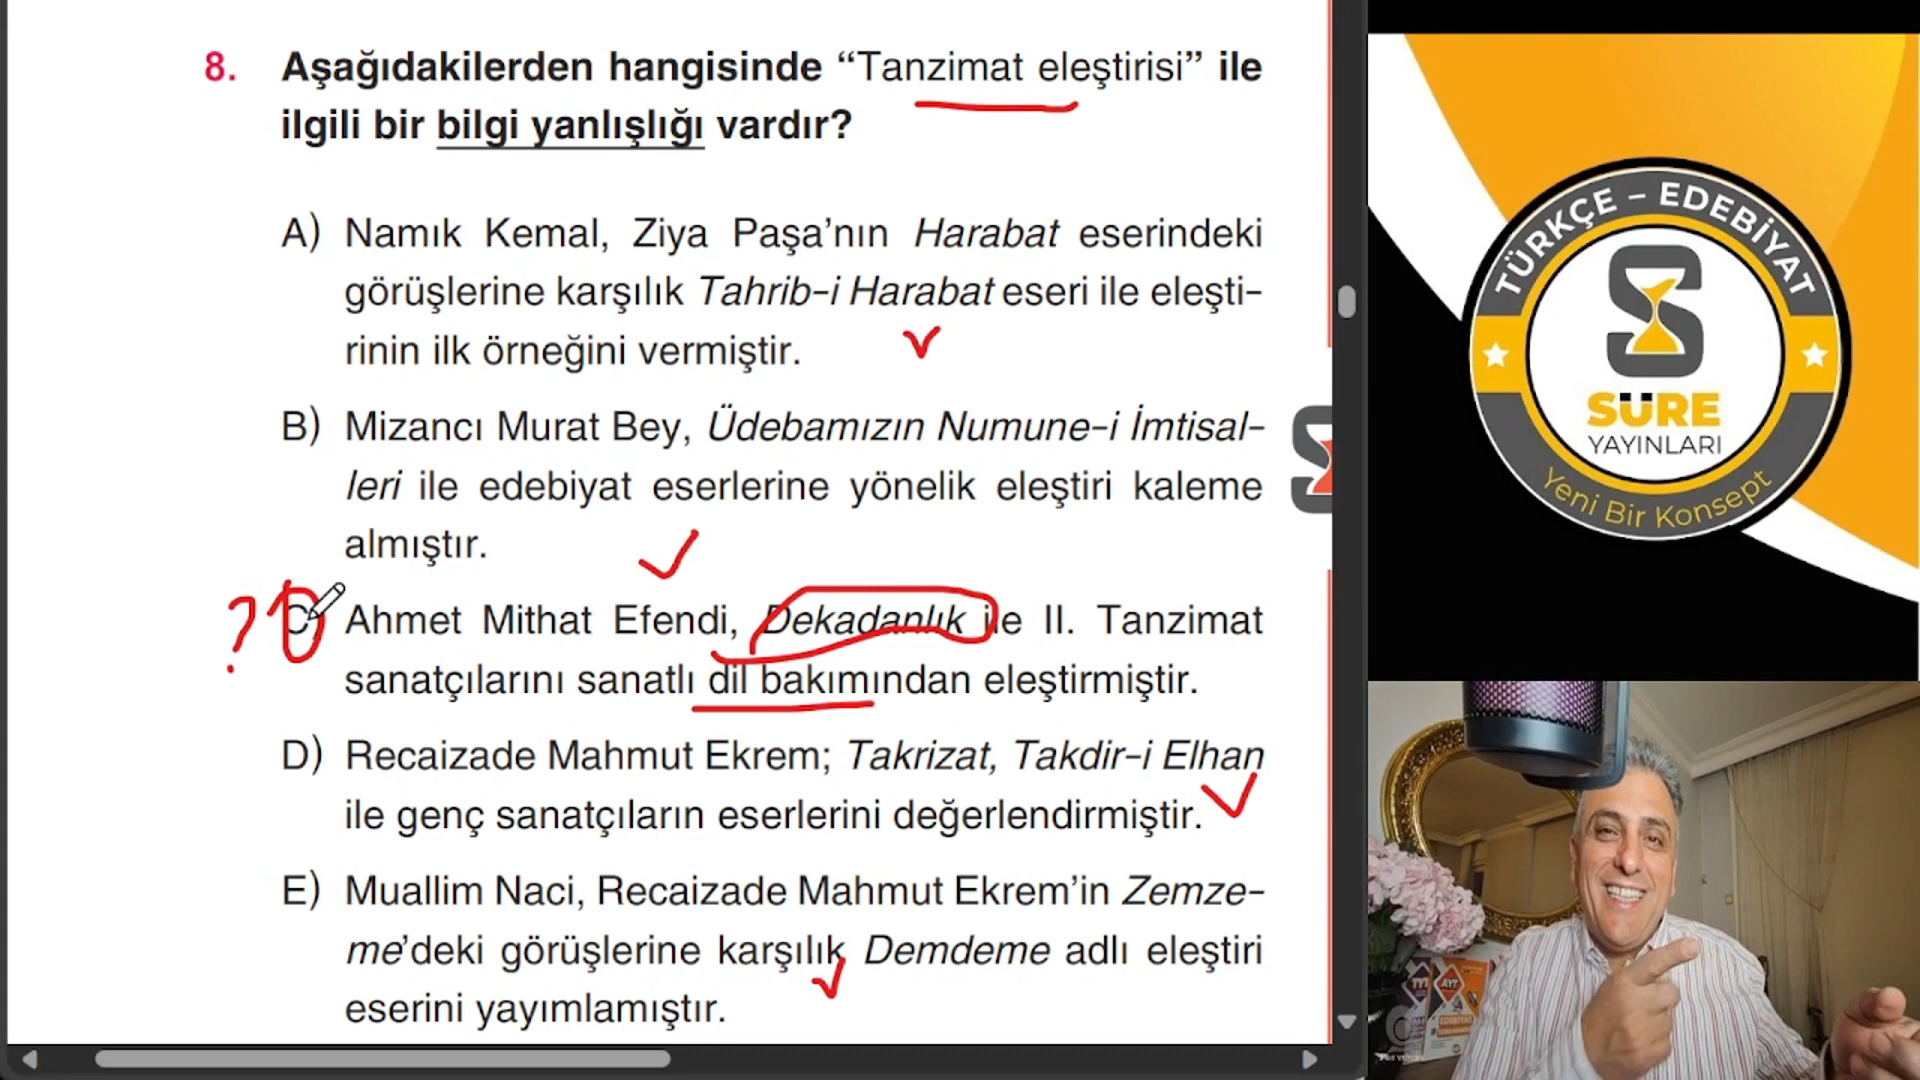 8. Aşağıdakilerden hangisinde “Tanzimat eleştirisi” ile
ilgili bir bilgi yanlışlığı vardır?
A) Namık Kemal, Ziya Paşa’nın Harabat eserindeki
görüşlerine karşılık Tahrib-i Harabat eseri ile eleşti-
rinin ilk örneğini vermiştir.
B) Mizancı Murat Bey, Üdebamızın Numune-i İmtisal-
leri ile edebiyat eserlerine yönelik eleştiri kaleme
almıştır.
? C) Ahmet Mithat Efendi, Dekadanlık ile II. Tanzimat
sanatçılarını sanatlı dil bakımından eleştirmiştir.
D) Recaizade Mahmut Ekrem; Takrizat, Takdir-i Elhan
ile genç sanatçıların eserlerini değerlendirmiştir.
E) Muallim Naci, Recaizade Mahmut Ekrem’in Zemze-
me’deki görüşlerine karşılık Demdeme adlı eleştiri
eserini yayımlamıştır.
TÜRKÇE – EDEBİYAT
SÜRE
YAYINLARI
Yeni Bir Konsept
TYT
AYT
EDEBİYAT